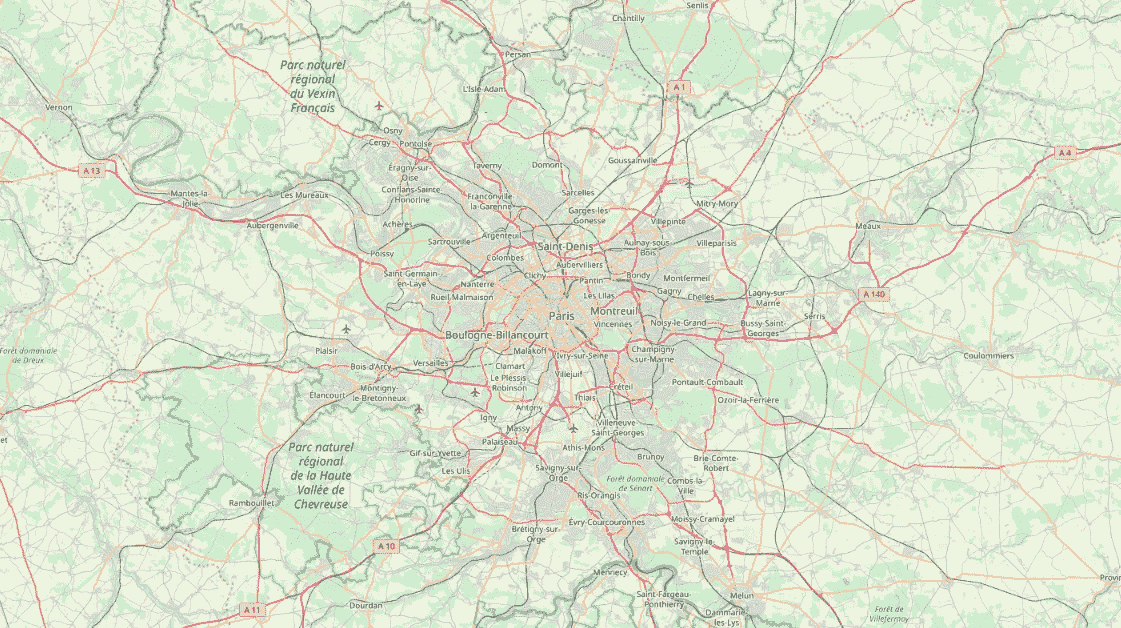 Senlis
Chantilly
Persan
Parc naturel
régional
du Vexin
Français
L'Isle-Adam
A 1
Vernon
Osny
Cergy
Pontoise
A 4
Goussainville
Taverny
Domont
A 13
Éragny-sur-
Oise
Conflans-Sainte
Honorine
Mantes-la
Jolie
Les Mureaux
Sarcelles
Franconville
la-Garenne
Mitry-Mory
Garges-lès
Gonesse
Villepinte
Aubergenville
Achères
Meaux
Argenteuil
Sartrouville
Saint-Denis
Aulnay-sous-
Bois
Villeparisis
Poissy
Colombes
Aubervilliers
Saint-Germain-
en-Laye
Clichy
Pantin
Bondy
Montfermeil
Nanterre
Gagny
Chelles
Lagny-sur-
Marne
A 140
Rueil-Malmaison
Les Lilas
Paris
Montreuil
Serris
Vincennes
Noisy-le-Grand
Bussy-Saint-
Georges
Boulogne-Billancourt
Plaisir
Malakoff
Ivry-sur-Seine
Champigny
-sur-Marne
Coulommiers
Forêt domaniale
de Dreux
Versailles
Bois-d'Arcy
Clamart
Le Plessis
Robinson
Villejuif
Pontault-Combault
Élancourt
Montigny-
le-Bretonneux
Créteil
Thiais
Ozoir-la-Ferrière
Antony
Igny
Massy
Villeneuve
Saint-Georges
Palaiseau
Athis-Mons
et
Parc naturel
régional
de la Haute
Vallée de
Chevreuse
Gif-sur-Yvette
Les Ulis
Brunoy
Brie-Comte-
Robert
Savigny-sur-
Orge
Forêt domaniale
de Sénart
Combs-la-
Ville
Rambouillet
Ris-Orangis
Évry-Courcouronnes
Moissy-Cramayel
Brétigny-sur-
Orge
A 10
Savigny-le-
Temple
Mennecy
Provin
Melun
Saint-Fargeau-
Ponthierry
A 11
Dourdan
Dammarie-
les-Lys
Forêt de
Villefermoy